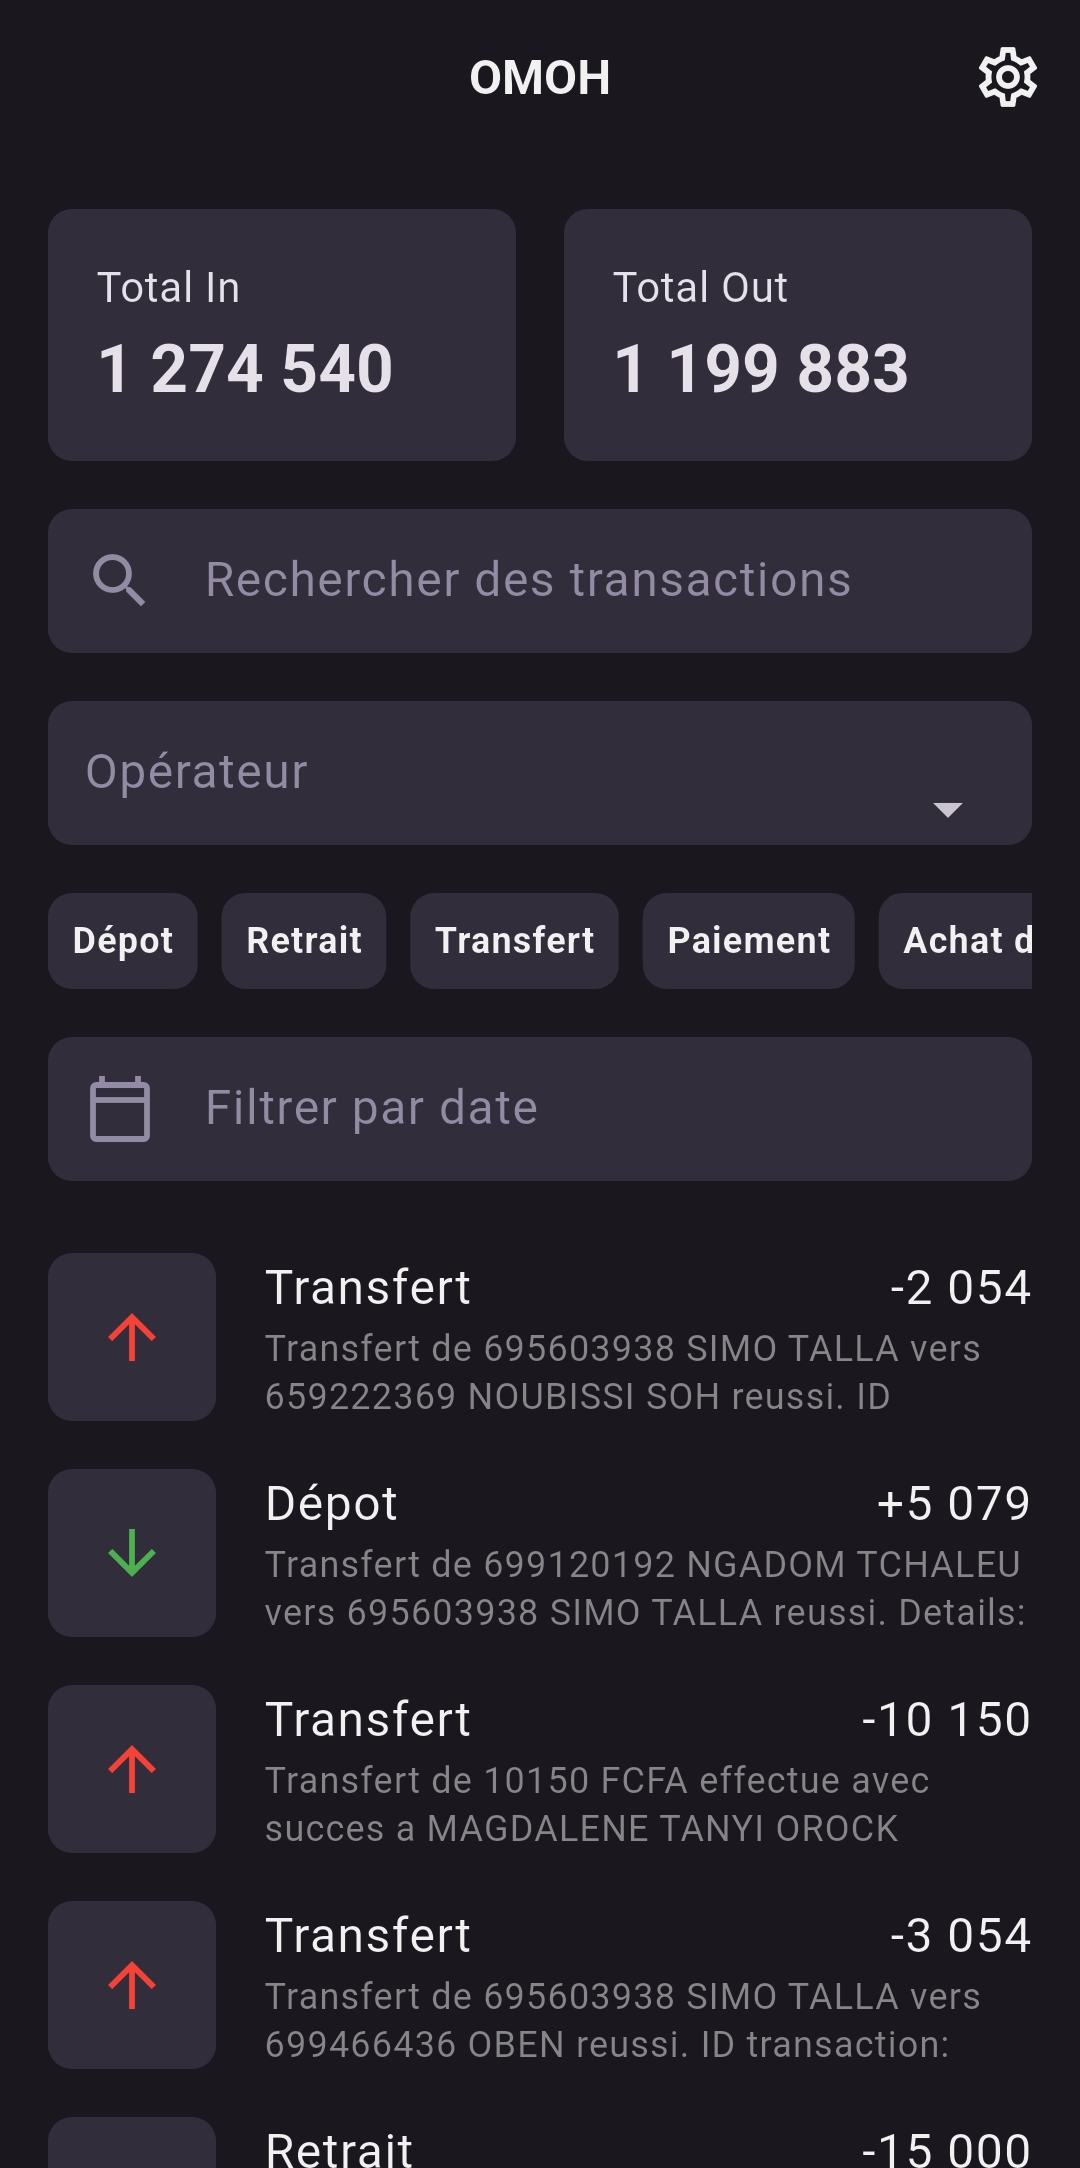 OMOH
Total In
1 274 540
Total Out
1 199 883
Rechercher des transactions
Opérateur
Dépot
Retrait
Transfert
Paiement
Achat d
Filtrer par date
Transfert
-2 054
Transfert de 695603938 SIMO TALLA vers
659222369 NOUBISSI SOH reussi. ID
Dépot
+5 079
Transfert de 699120192 NGADOM TCHALEU
vers 695603938 SIMO TALLA reussi. Details:
Transfert
-10 150
Transfert de 10150 FCFA effectue avec
succes a MAGDALENE TANYI OROCK
Transfert
-3 054
Transfert de 695603938 SIMO TALLA vers
699466436 OBEN reussi. ID transaction:
Retrait
-15 000